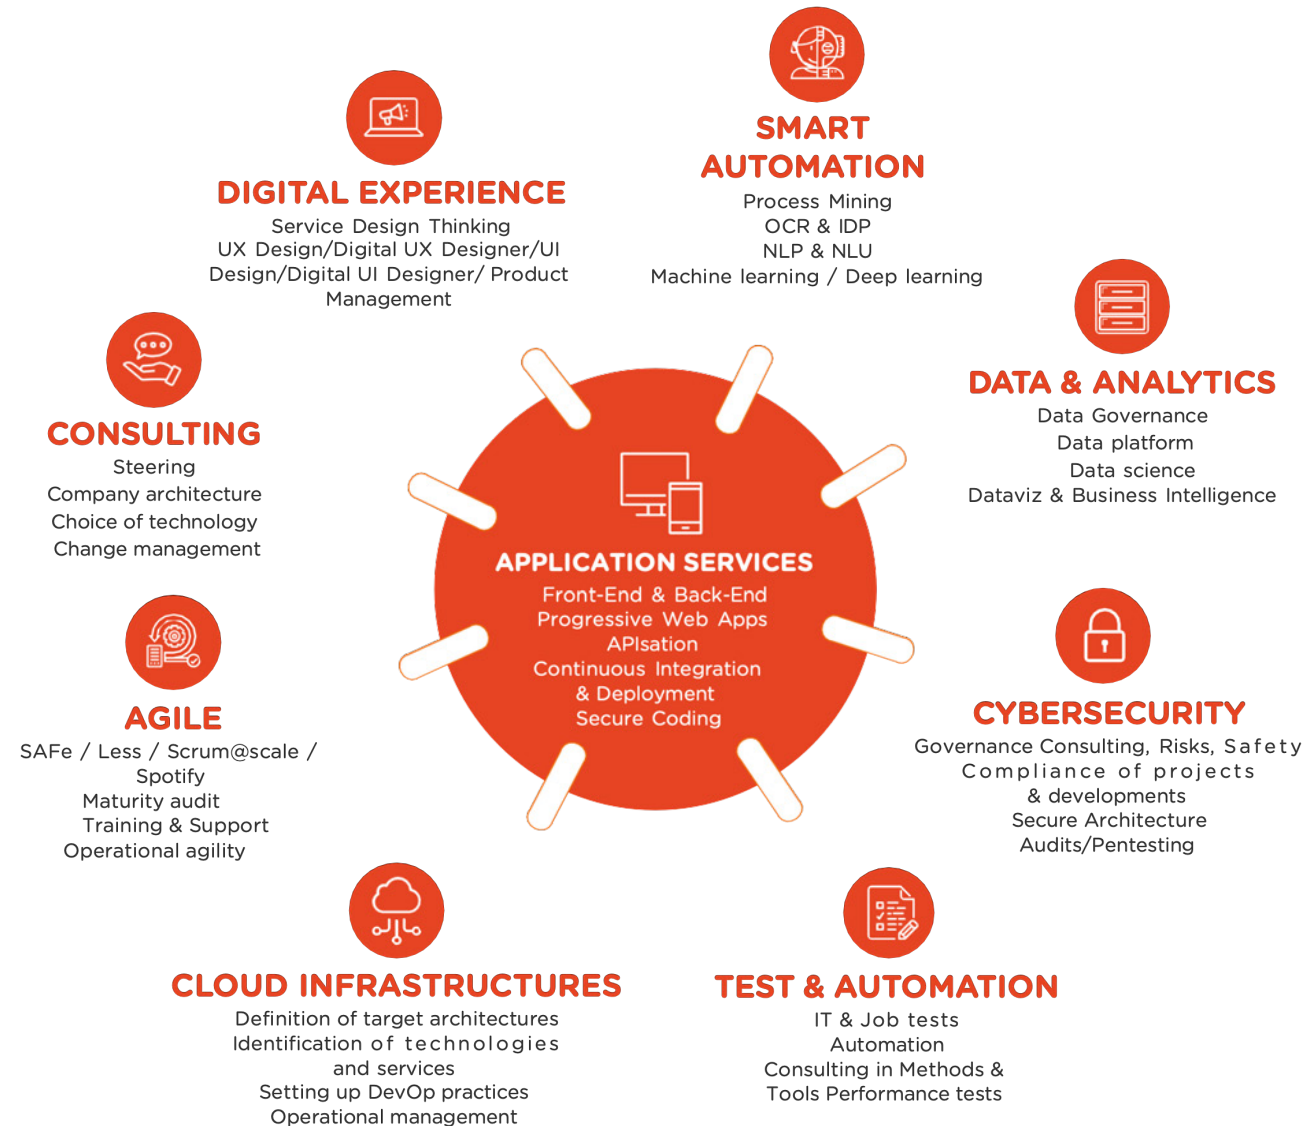 SMART
AUTOMATION
Process Mining
OCR & IDP
NLP & NLU
Machine learning / Deep learning
DIGITAL EXPERIENCE
Service Design Thinking
UX Design/Digital UX Designer/UI
Design/Digital UI Designer/ Product
Management
DATA & ANALYTICS
Data Governance
Data platform
Data science
Dataviz & Business Intelligence
CONSULTING
Steering
Company architecture
Choice of technology
Change management
APPLICATION SERVICES
Front-End & Back-End
Progressive Web Apps
APIsation
Continuous Integration
& Deployment
Secure Coding
AGILE
SAFe / Less / Scrum@scale /
Spotify
Maturity audit
Training & Support
Operational agility
CYBERSECURITY
Governance Consulting, Risks, Safety
Compliance of projects
& developments
Secure Architecture
Audits/Pentesting
CLOUD INFRASTRUCTURES
Definition of target architectures
Identification of technologies
and services
Setting up DevOp practices
Operational management
TEST & AUTOMATION
IT & Job tests
Automation
Consulting in Methods &
Tools Performance tests